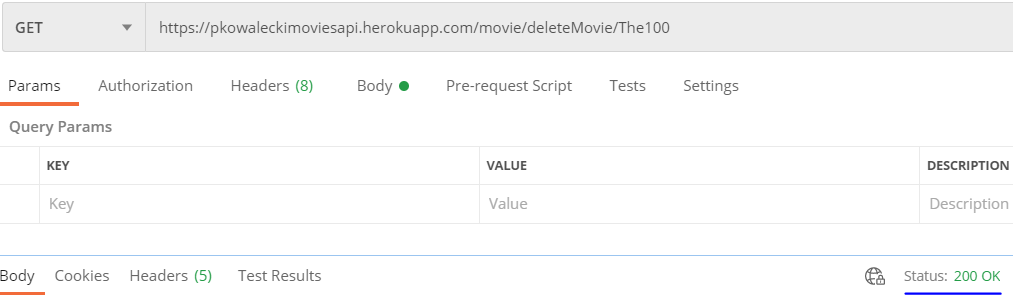 GET https://pkowaleckimoviesapi.herokuapp.com/movie/deleteMovie/The100
Params Authorization Headers (8) Body Pre-request Script Tests Settings
Query Params
KEY VALUE DESCRIPTION
Key Value Description
Body Cookies Headers (5) Test Results Status: 200 OK